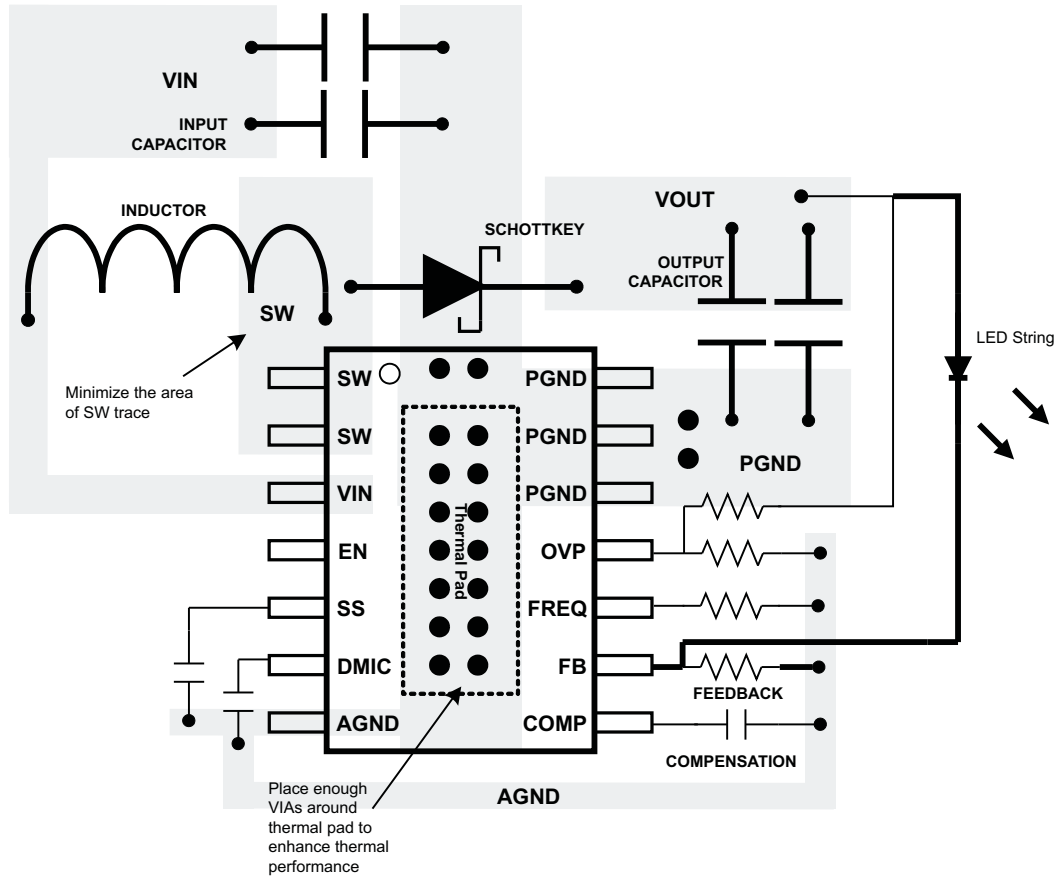 VIN
INPUT
CAPACITOR
INDUCTOR
SW
Minimize the area
of SW trace
SCHOTTKEY
VOUT
OUTPUT
CAPACITOR
LED String
PGND
SW
SW
VIN
EN
SS
DMIC
AGND
Thermal Pad
PGND
PGND
PGND
OVP
FREQ
FB
COMP
FEEDBACK
COMPENSATION
AGND
Place enough
VIAs around
thermal pad to
enhance thermal
performance